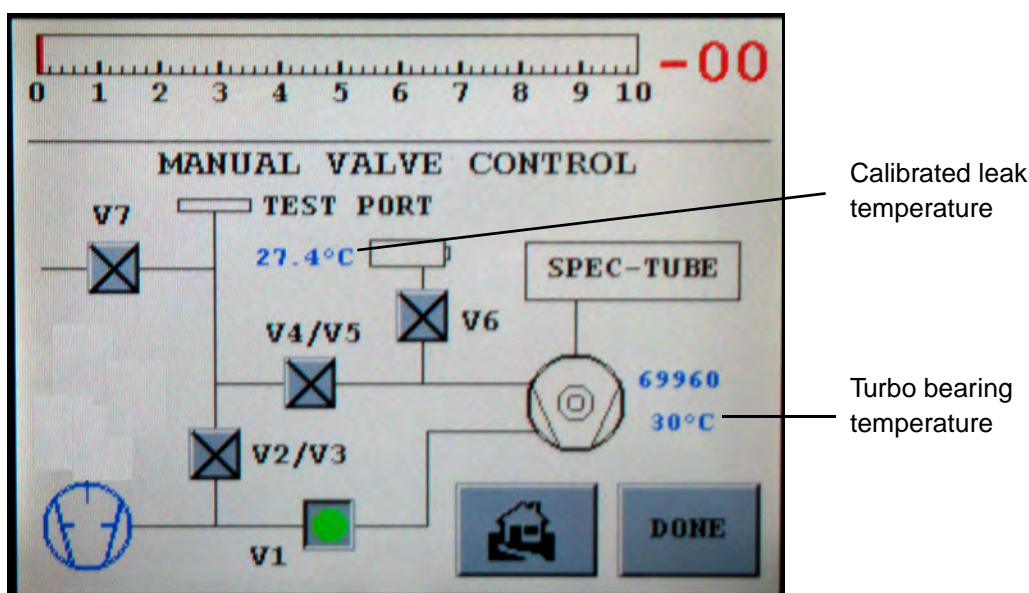 -00
0 1 2 3 4 5 6 7 8 9 10
MANUAL VALVE CONTROL
V7
TEST PORT
27.4°C
SPEC-TUBE
V4/V5
V6
69960
30°C
V2/V3
V1
DONE
Calibrated leak
temperature
Turbo bearing
temperature